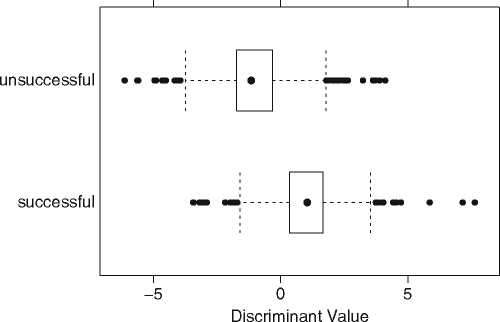 unsuccessful
successful
−5 0 5
Discriminant Value